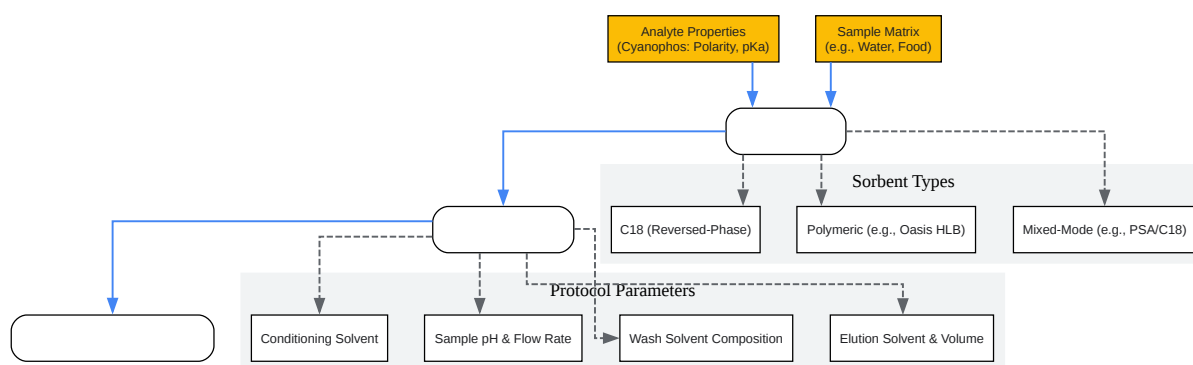 Analyte Properties
(Cyanophos: Polarity, pKa)
Sample Matrix
(e.g., Water, Food)
Sorbent Types
C18 (Reversed-Phase)
Polymeric (e.g., Oasis HLB)
Mixed-Mode (e.g., PSA/C18)
Protocol Parameters
Conditioning Solvent
Sample pH & Flow Rate
Wash Solvent Composition
Elution Solvent & Volume